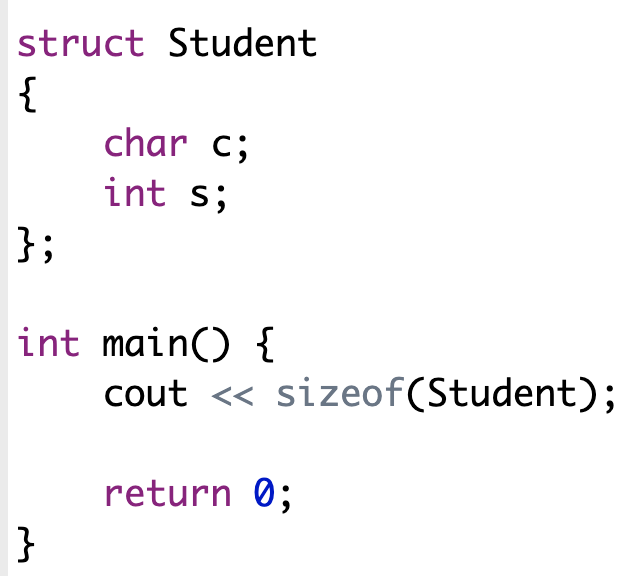 struct Student
{
    char c;
    int s;
};

int main() {
    cout << sizeof(Student);

    return 0;
}